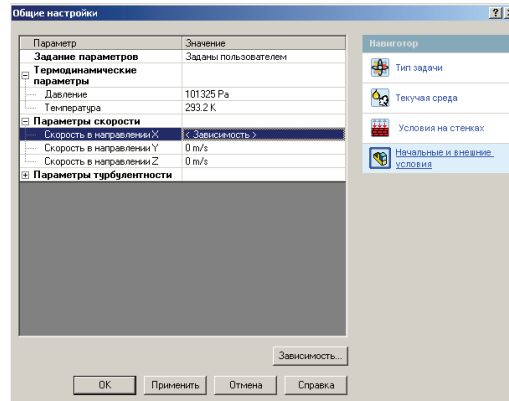 Общие настройки
Параметр Значение
Задание параметров Заданы пользователем
Термодинамические
параметры
Давление 101325 Pa
Температура 293.2 K
Параметры скорости
Скорость в направлении X < Зависимость >
Скорость в направлении Y 0 m/s
Скорость в направлении Z 0 m/s
Параметры турбулентности
Зависимость...
OK Применить Отмена Справка
Навигатор
Тип задачи
Текучая среда
Условия на стенках
Начальные и внешние
условия